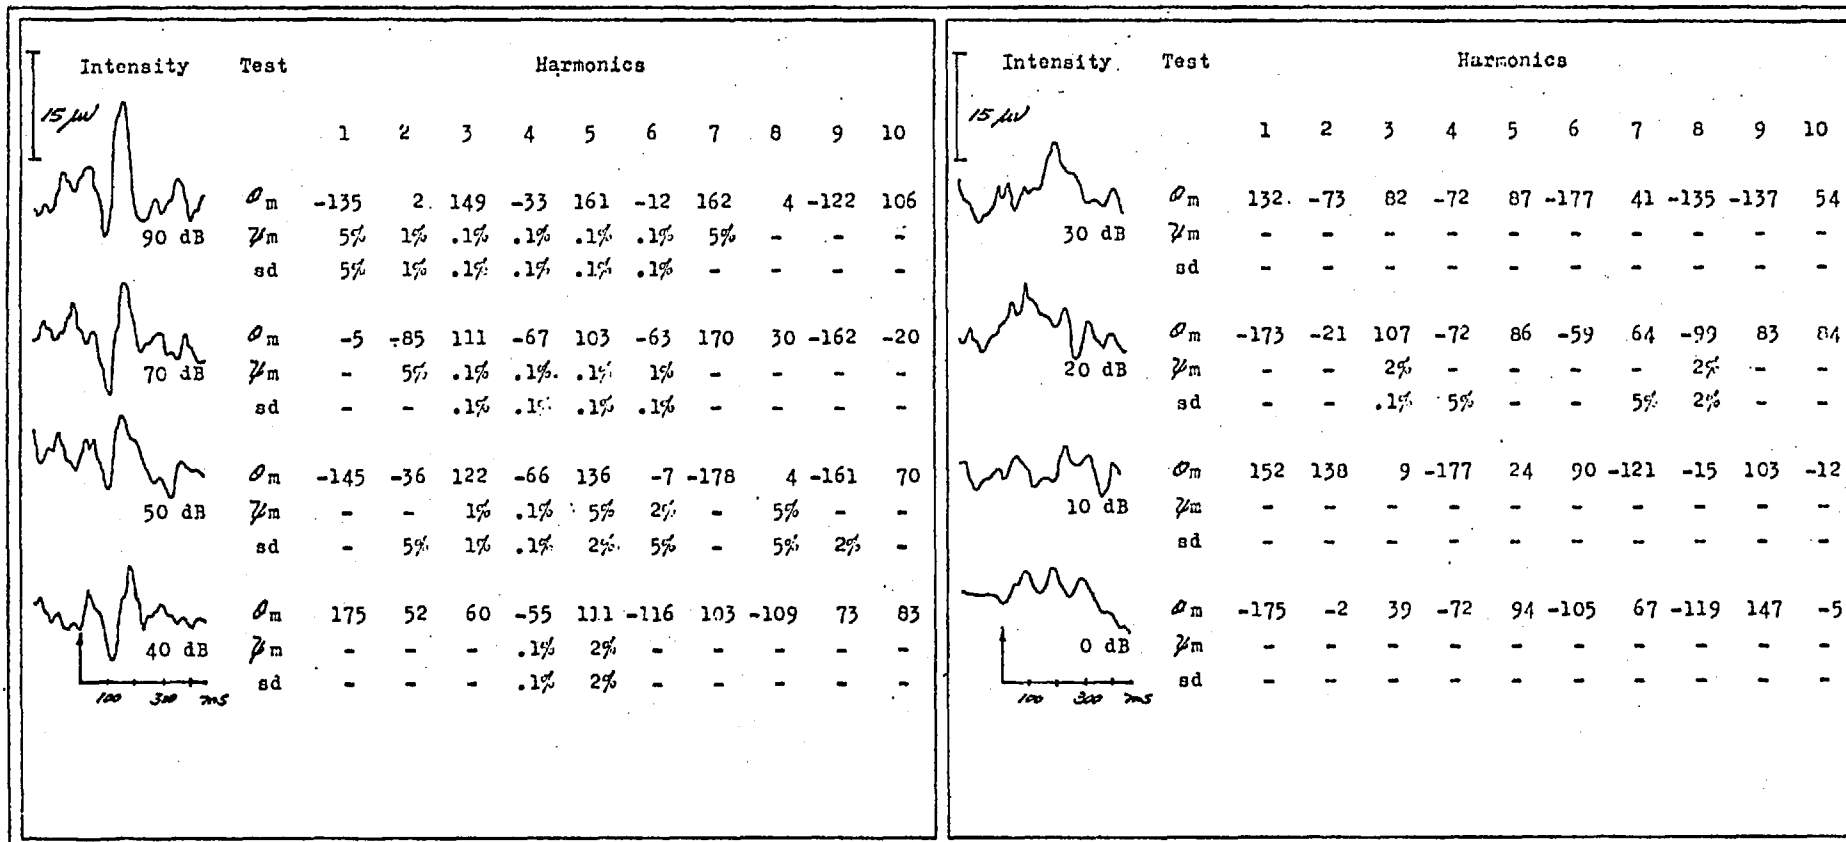 Intensity Test Harmonics
15 μv
1 2 3 4 5 6 7 8 9 10
θm -135 2. 149 -33 161 -12 162 4 -122 106
90 dB γm 5% 1% .1% .1% .1% .1% 5% - - -
sd 5% 1% .1% .1% .1% .1% - - - -
θm -5 -85 111 -67 103 -63 170 30 -162 -20
70 dB γm - 5% .1% .1%. .1% 1% - - - -
sd - - .1% .1% .1% .1% - - - -
θm -145 -36 122 -66 136 -7 -178 4 -161 70
50 dB γm - - 1% .1% 5% 2% - 5% - -
sd - 5% 1% .1% 2% 5% - 5% 2% -
θm 175 52 60 -55 111 -116 103 -109 73 83
40 dB γm - - - .1% 2% - - - - -
sd - - - .1% 2% - - - - -
100 300 ms
Intensity. Test Harmonics
15 μv
1 2 3 4 5 6 7 8 9 10
θm 132. -73 82 -72 87 -177 41 -135 -137 54
30 dB γm - - - - - - - - - -
sd - - - - - - - - - -
θm -173 -21 107 -72 86 -59 64 -99 83 84
20 dB γm - - 2% - - - - 2% - -
sd - - .1% 5% - - 5% 2% - -
θm 152 138 9 -177 24 90 -121 -15 103 -12
10 dB γm - - - - - - - - - -
sd - - - - - - - - - -
θm -175 -2 39 -72 94 -105 67 -119 147 -5
0 dB γm - - - - - - - - - -
sd - - - - - - - - - -
100 300 ms